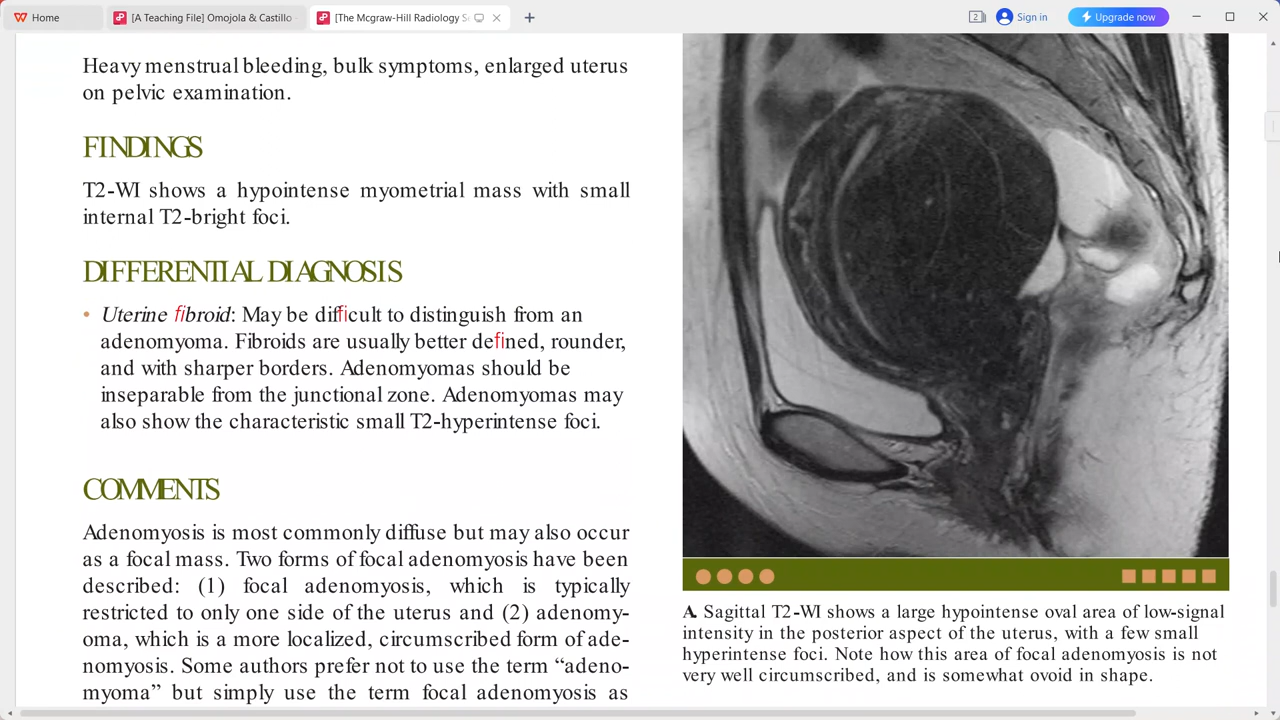 Home
[A Teaching File] Omojola & Castillo
[The Mcgraw-Hill Radiology S
2
Sign in
Upgrade now
Heavy menstrual bleeding, bulk symptoms, enlarged uterus
on pelvic examination.
FINDINGS
T2-WI shows a hypointense myometrial mass with small
internal T2-bright foci.
DIFFERENTIAL DIAGNOSIS
• Uterine fibroid: May be difficult to distinguish from an
adenomyoma. Fibroids are usually better defined, rounder,
and with sharper borders. Adenomyomas should be
inseparable from the junctional zone. Adenomyomas may
also show the characteristic small T2-hyperintense foci.
COMMENTS
Adenomyosis is most commonly diffuse but may also occur
as a focal mass. Two forms of focal adenomyosis have been
described: (1) focal adenomyosis, which is typically
restricted to only one side of the uterus and (2) adenomy-
oma, which is a more localized, circumscribed form of ade-
nomyosis. Some authors prefer not to use the term “adeno-
myoma” but simply use the term focal adenomyosis as
A. Sagittal T2-WI shows a large hypointense oval area of low-signal
intensity in the posterior aspect of the uterus, with a few small
hyperintense foci. Note how this area of focal adenomyosis is not
very well circumscribed, and is somewhat ovoid in shape.